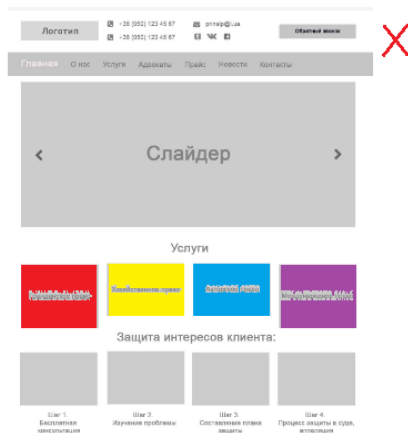 Логотип
+38 (050) 123 45 67
+38 (050) 123 45 67
Обратный звонок
Главная О нас Услуги Адвокаты Прайс Новости Контакты
Слайдер
Услуги
Хозяйственное право
Защита интересов клиента:
Шаг 1.
Бесплатная
консультация
Шаг 2.
Изучение проблемы
Шаг 3.
Составление плана
защиты
Шаг 4.
Процесс защиты в суде,